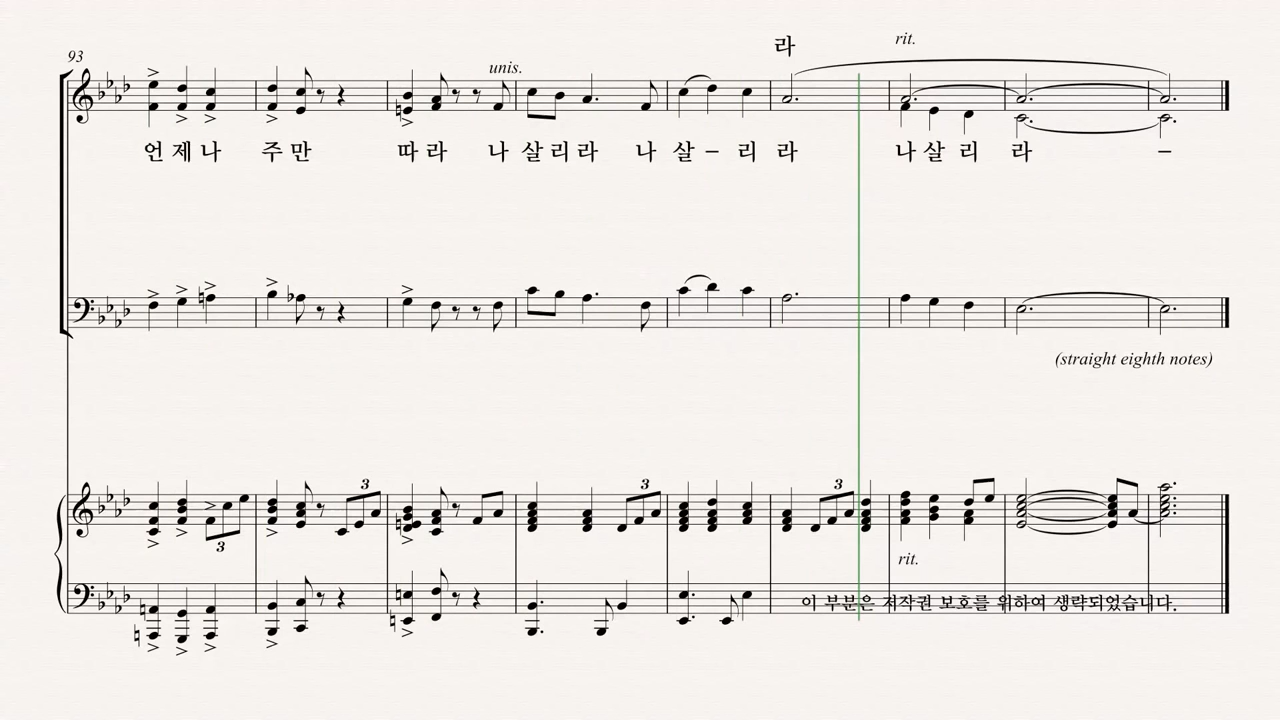 라
rit.
93
unis.
언 제 나 주 만 따 라 나 살 리 라 나 살 – 리 라 나 살 리 라 –
(straight eighth notes)
3 3 3
3
rit.
이 부분은 저작권 보호를 위하여 생략되었습니다.